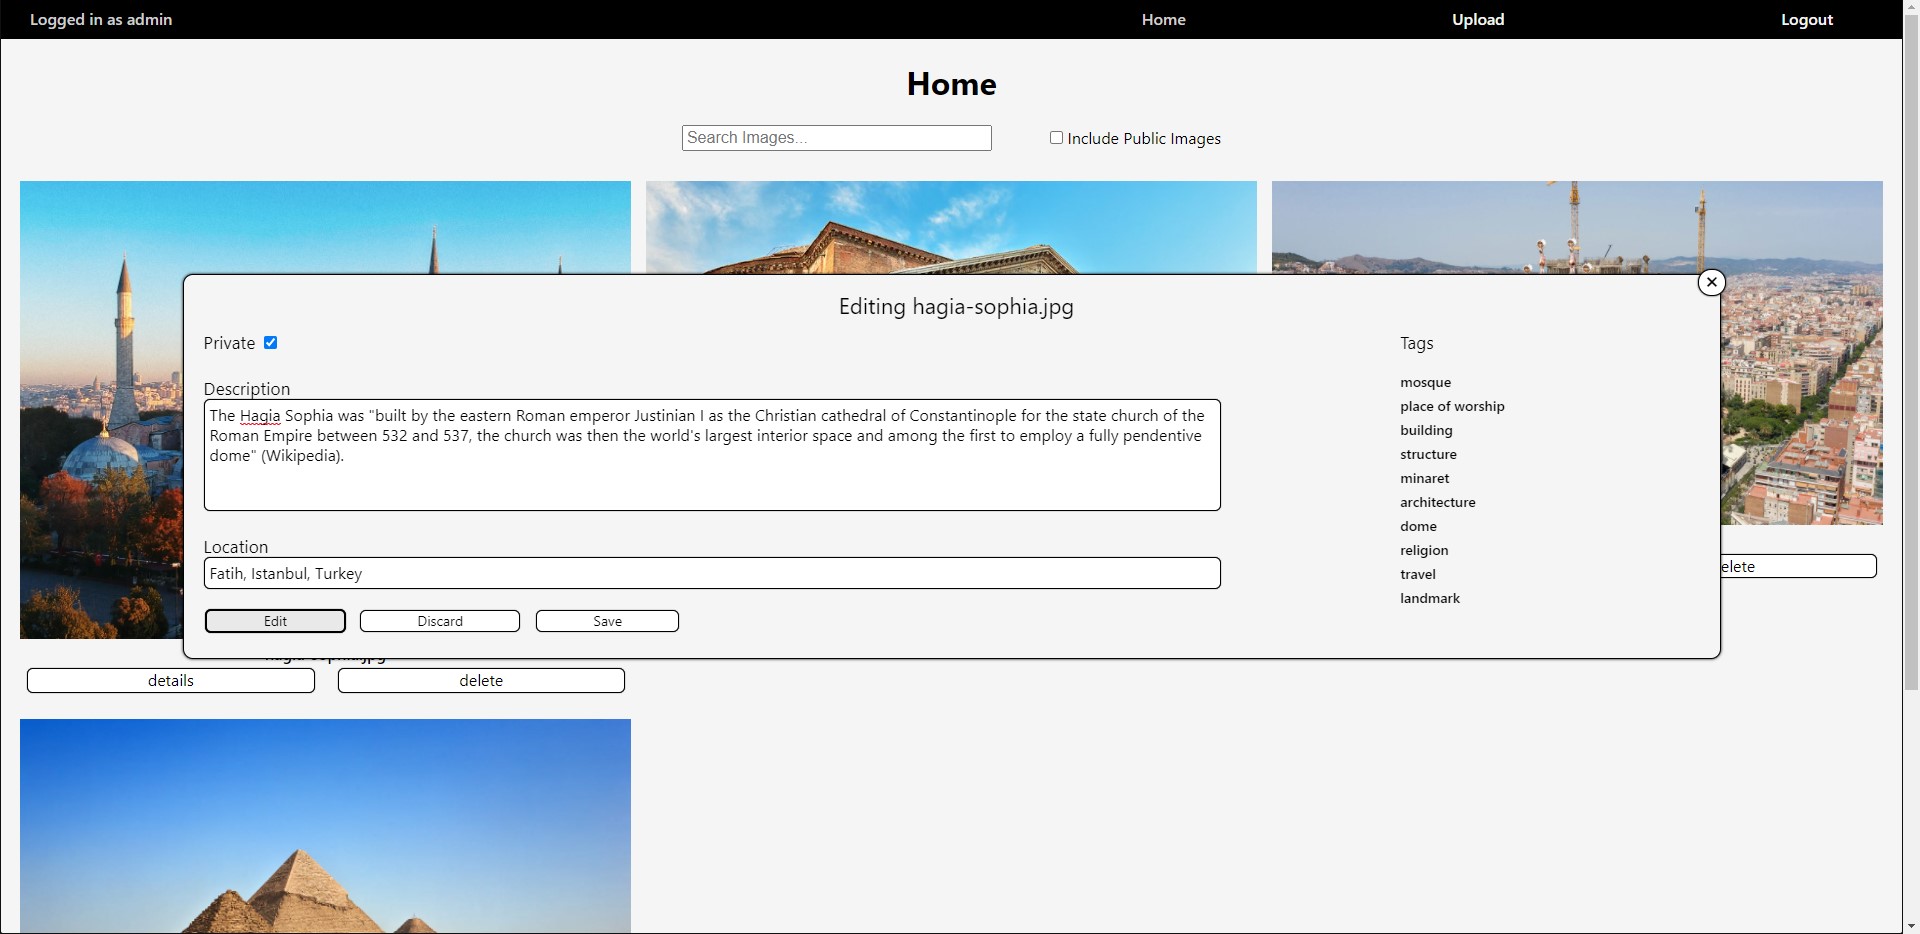 Logged in as admin
Home
Upload
Logout
Home
Search Images...
Include Public Images
Editing hagia-sophia.jpg
Private
Tags
Description
The Hagia Sophia was "built by the eastern Roman emperor Justinian I as the Christian cathedral of Constantinople for the state church of the
Roman Empire between 532 and 537, the church was then the world's largest interior space and among the first to employ a fully pendentive
dome" (Wikipedia).
Location
Fatih, Istanbul, Turkey
Edit
Discard
Save
mosque
place of worship
building
structure
minaret
architecture
dome
religion
travel
landmark
elete
hagia-sophia.jpg
details
delete